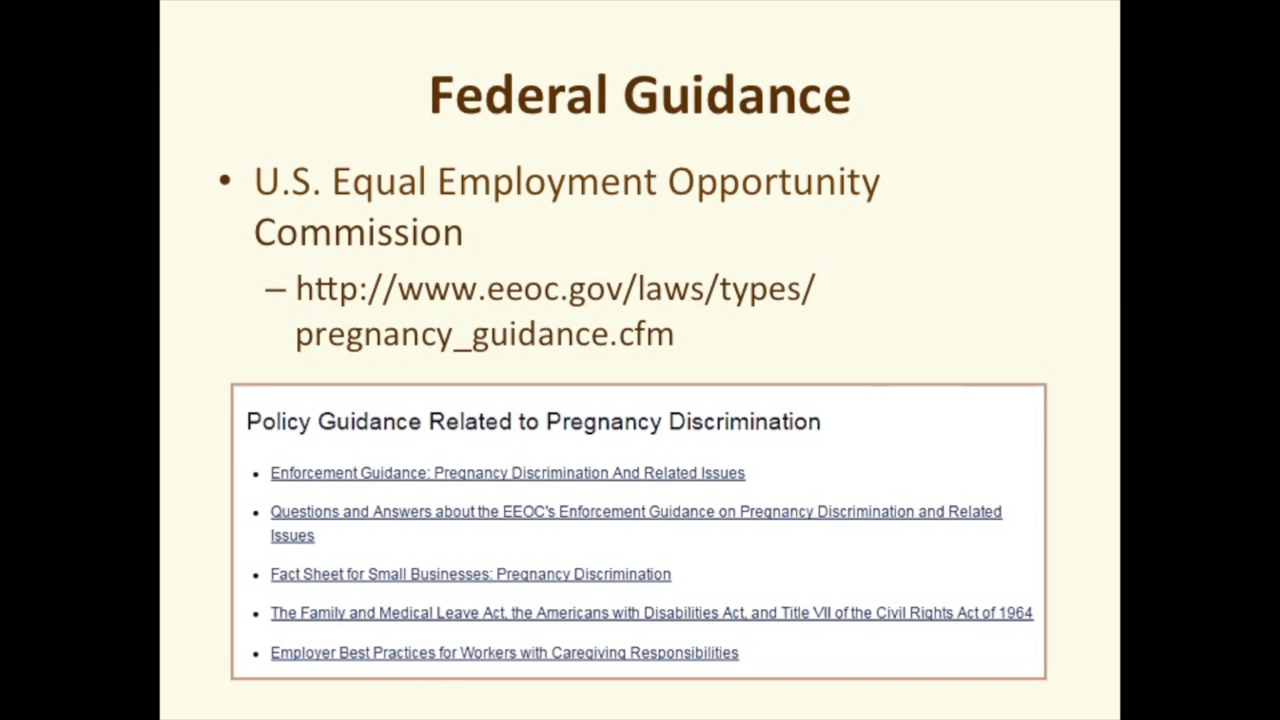 Federal Guidance
• U.S. Equal Employment Opportunity
Commission
– http://www.eeoc.gov/laws/types/
pregnancy_guidance.cfm
Policy Guidance Related to Pregnancy Discrimination
• Enforcement Guidance: Pregnancy Discrimination And Related Issues
• Questions and Answers about the EEOC's Enforcement Guidance on Pregnancy Discrimination and Related
Issues
• Fact Sheet for Small Businesses: Pregnancy Discrimination
• The Family and Medical Leave Act, the Americans with Disabilities Act, and Title VII of the Civil Rights Act of 1964
• Employer Best Practices for Workers with Caregiving Responsibilities